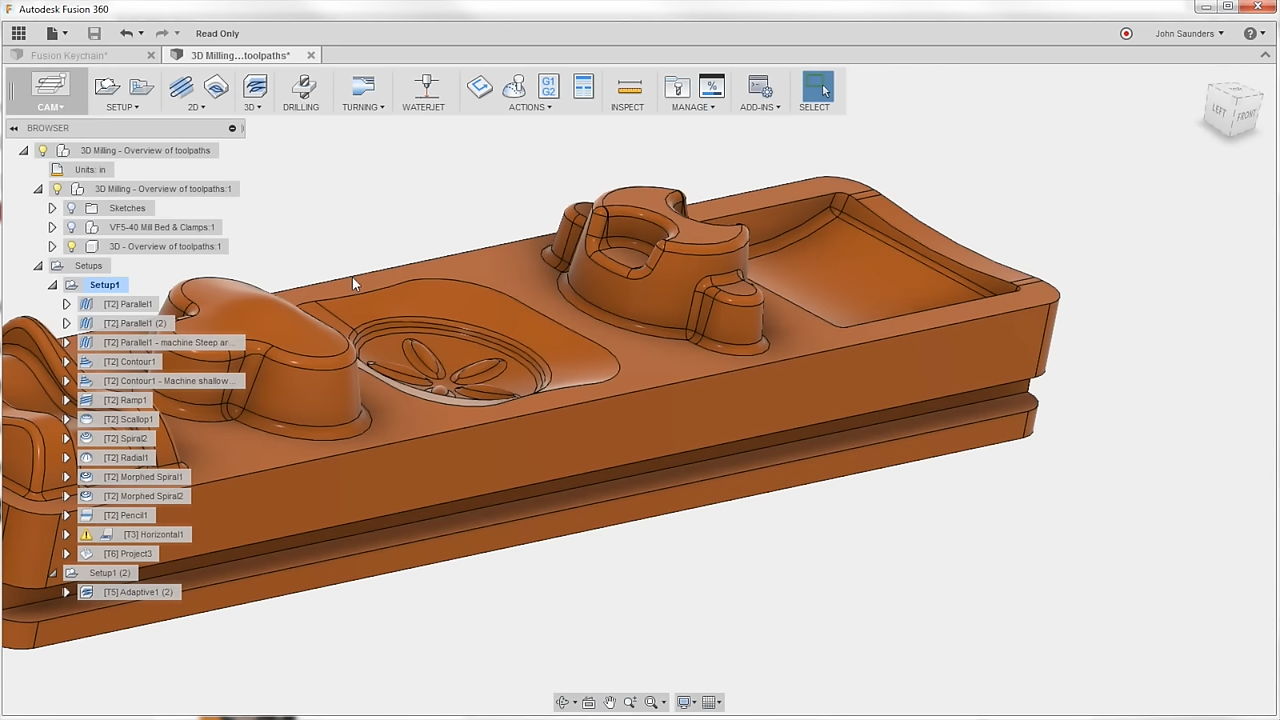 Autodesk Fusion 360
Read Only
John Saunders
Fusion Keychain*
3D Milling...toolpaths*
CAM
SETUP
2D
3D
DRILLING
TURNING
WATERJET
G1
G2
ACTIONS
INSPECT
%
MANAGE
ADD-INS
SELECT
LEFT
FRONT
BROWSER
3D Milling - Overview of toolpaths
Units: in
3D Milling - Overview of toolpaths:1
Sketches
VF5-40 Mill Bed & Clamps:1
3D - Overview of toolpaths:1
Setups
Setup1
[T2] Parallel1
[T2] Parallel1 (2)
[T2] Parallel1 - machine Steep ar...
[T2] Contour1
[T2] Contour1 - Machine shallow...
[T2] Ramp1
[T2] Scallop1
[T2] Spiral2
[T2] Radial1
[T2] Morphed Spiral1
[T2] Morphed Spiral2
[T2] Pencil1
[T3] Horizontal1
[T6] Project3
Setup1 (2)
[T5] Adaptive1 (2)